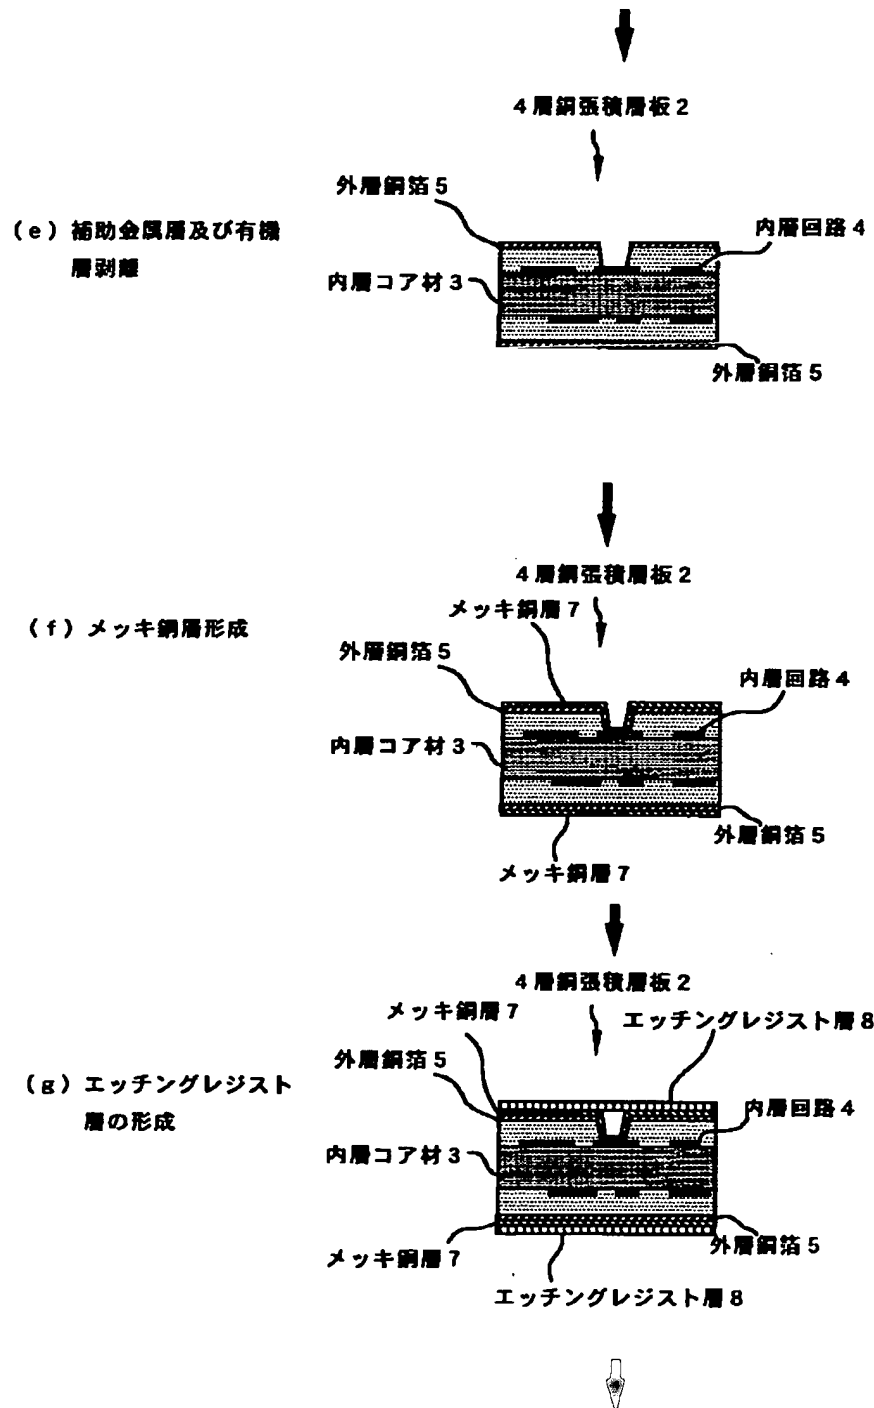 4層銅張積層板2
外層銅箔5
(e)補助金属層及び有機
層剥離
内層回路4
内層コア材3
外層銅箔5
4層銅張積層板2
メッキ銅層7
(f)メッキ銅層形成
外層銅箔5
内層回路4
内層コア材3
外層銅箔5
メッキ銅層7
4層銅張積層板2
メッキ銅層7
エッチングレジスト層8
外層銅箔5
(g)エッチングレジスト
層の形成
内層回路4
内層コア材3
外層銅箔5
メッキ銅層7
エッチングレジスト層8